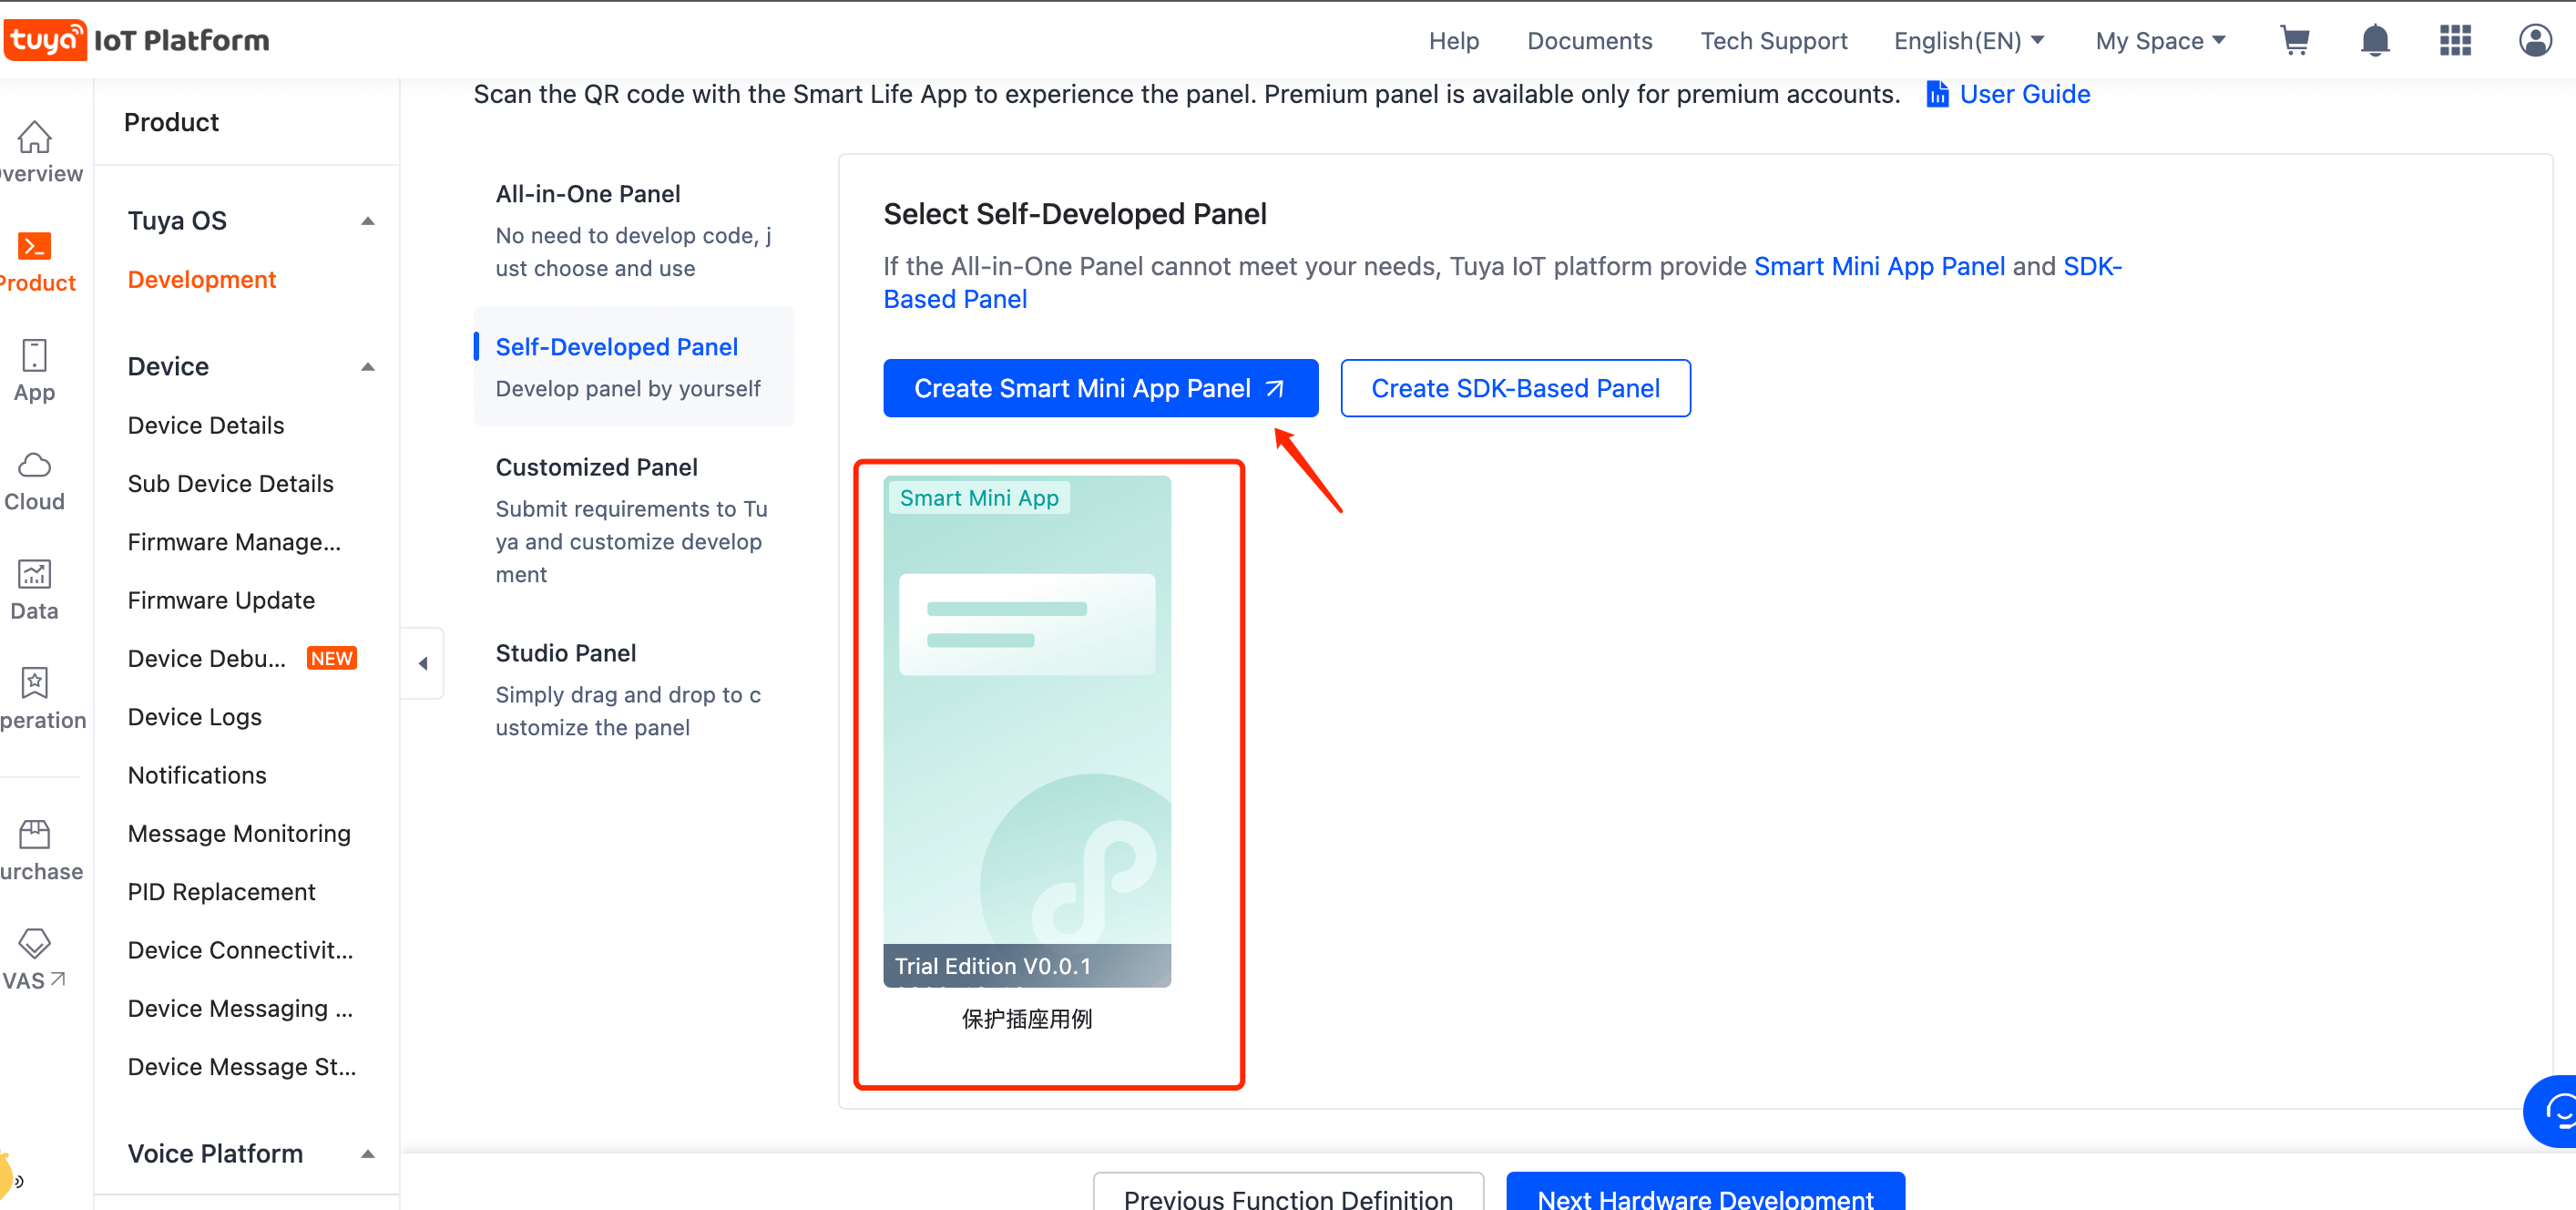 tuya IoT Platform
Help
Documents
Tech Support
English(EN)
My Space
Scan the QR code with the Smart Life App to experience the panel. Premium panel is available only for premium accounts.
User Guide
verview
Product
App
Cloud
Data
peration
urchase
VAS
Product
Tuya OS
Development
Device
Device Details
Sub Device Details
Firmware Manage...
Firmware Update
Device Debu... NEW
Device Logs
Notifications
Message Monitoring
PID Replacement
Device Connectivit...
Device Messaging ...
Device Message St...
Voice Platform
All-in-One Panel
No need to develop code, j
ust choose and use
Self-Developed Panel
Develop panel by yourself
Customized Panel
Submit requirements to Tu
ya and customize develop
ment
Studio Panel
Simply drag and drop to c
ustomize the panel
Select Self-Developed Panel
If the All-in-One Panel cannot meet your needs, Tuya IoT platform provide Smart Mini App Panel and SDK-
Based Panel
Create Smart Mini App Panel
Create SDK-Based Panel
Smart Mini App
Trial Edition V0.0.1
保护插座用例
Previous Function Definition
Next Hardware Development